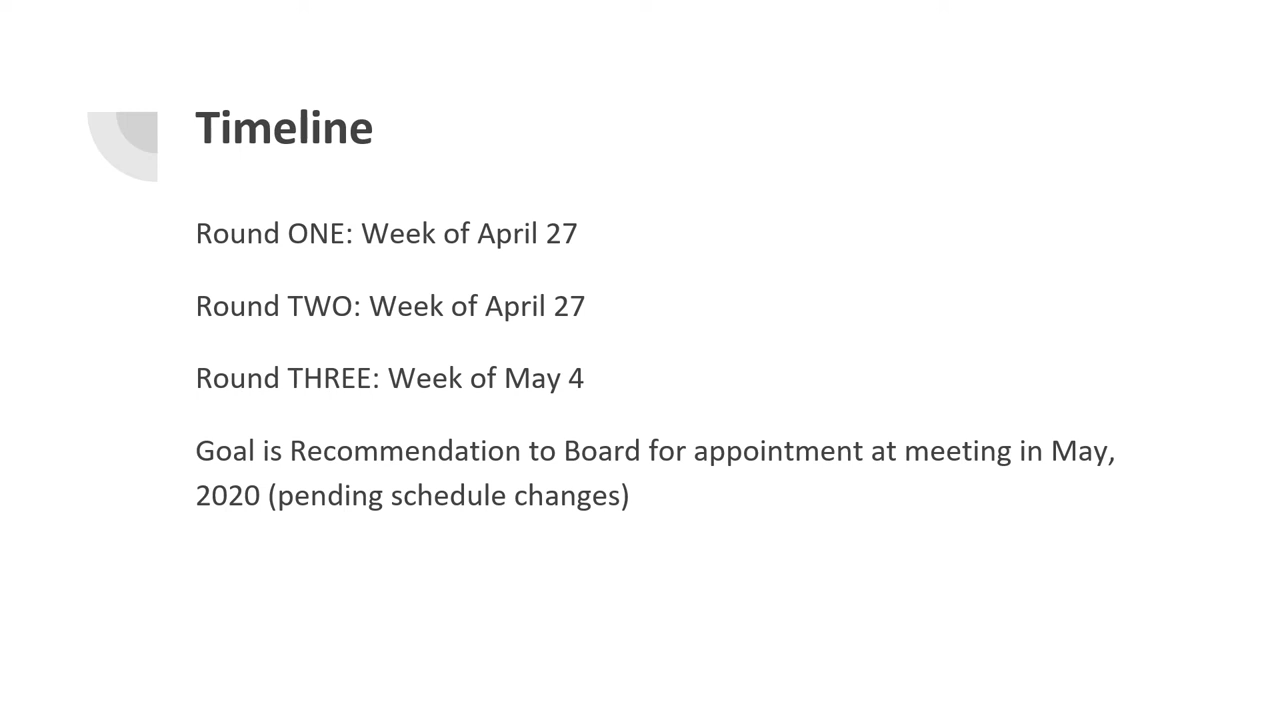 Timeline
Round ONE: Week of April 27
Round TWO: Week of April 27
Round THREE: Week of May 4
Goal is Recommendation to Board for appointment at meeting in May,
2020 (pending schedule changes)